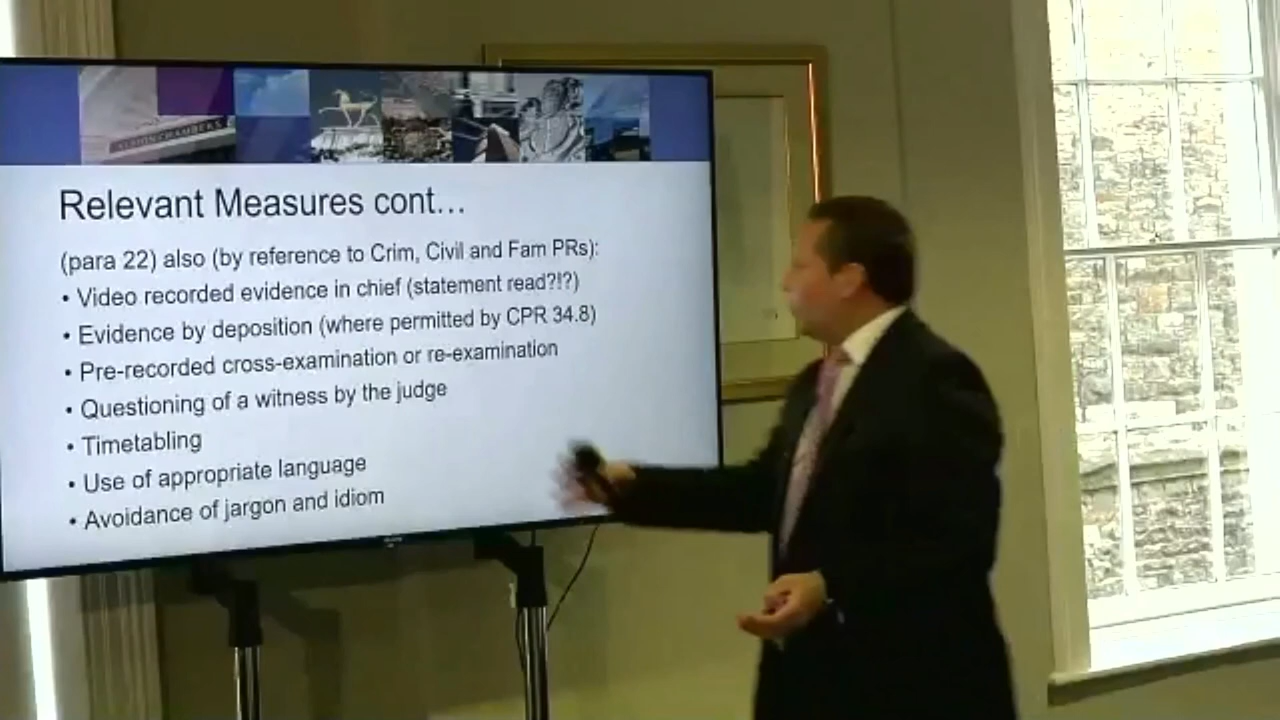 ALBION CHAMBERS
Relevant Measures cont...
(para 22) also (by reference to Crim, Civil and Fam PRs):
• Video recorded evidence in chief (statement read?!?)
• Evidence by deposition (where permitted by CPR 34.8)
• Pre-recorded cross-examination or re-examination
• Questioning of a witness by the judge
• Timetabling
• Use of appropriate language
• Avoidance of jargon and idiom